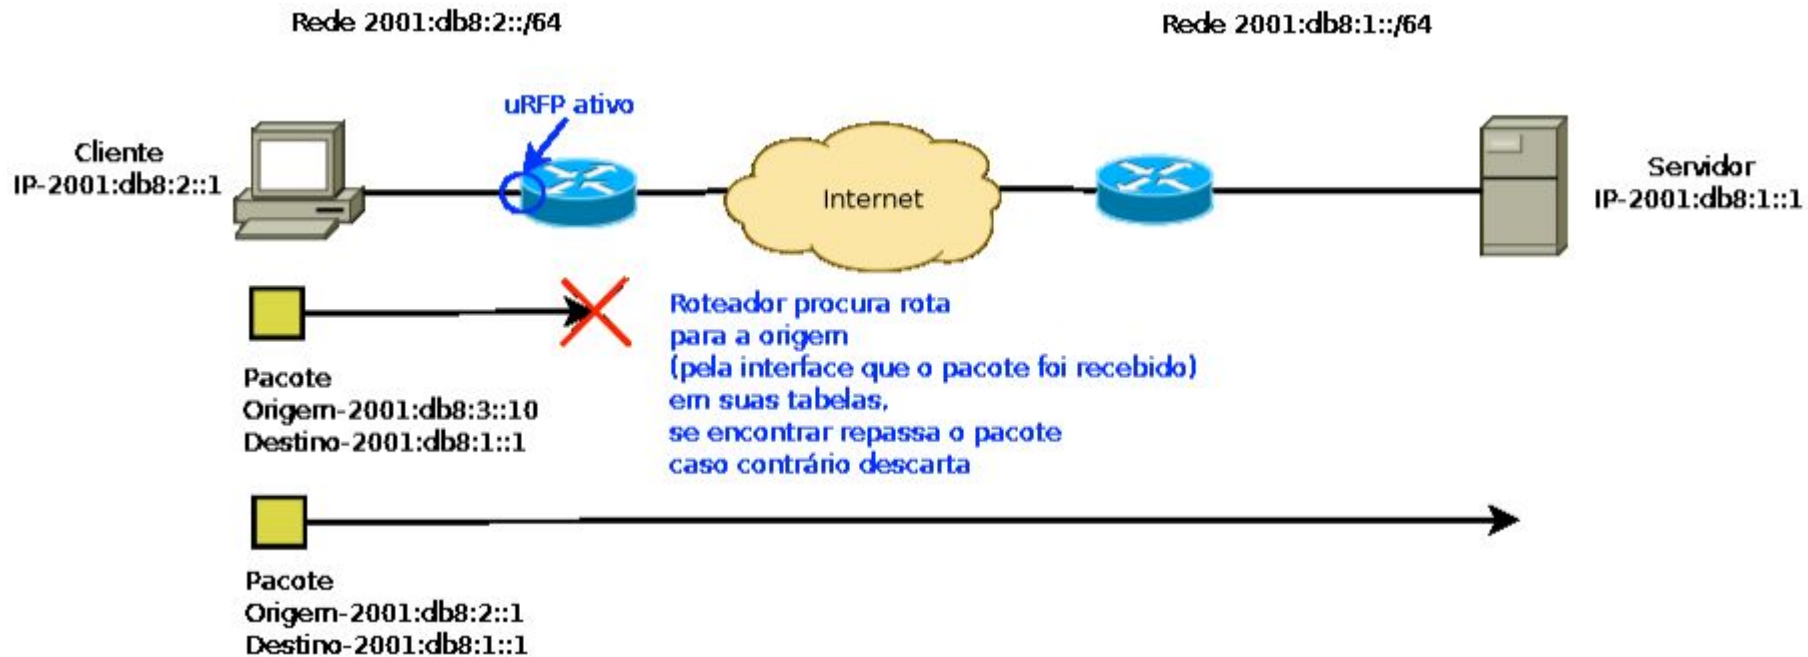 Rede 2001:db8:2::/64
Rede 2001:db8:1::/64
uRFP ativo
Cliente
IP-2001:db8:2::1
Internet
Servidor
IP-2001:db8:1::1
Roteador procura rota
para a origem
(pela interface que o pacote foi recebido)
em suas tabelas,
se encontrar repassa o pacote
caso contrário descarta
Pacote
Origem-2001:db8:3::10
Destino-2001:db8:1::1
Pacote
Origem-2001:db8:2::1
Destino-2001:db8:1::1